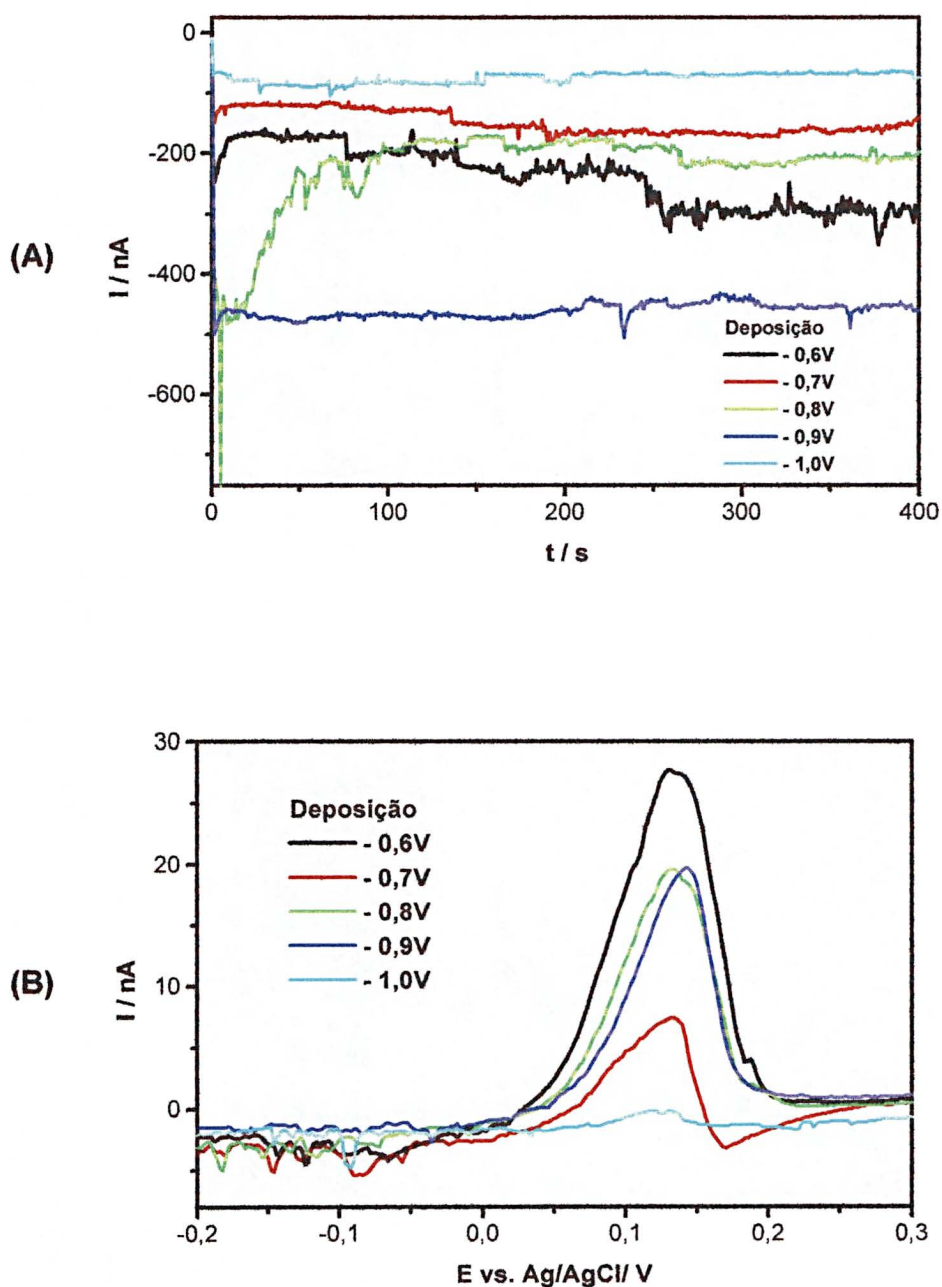 (A)
I / nA
0
-200
-400
-600
Deposição
- 0,6V
- 0,7V
- 0,8V
- 0,9V
- 1,0V
0
100
200
300
400
t / s
(B)
I / nA
30
20
10
0
Deposição
- 0,6V
- 0,7V
- 0,8V
- 0,9V
- 1,0V
-0,2
-0,1
0,0
0,1
0,2
0,3
E vs. Ag/AgCl/ V